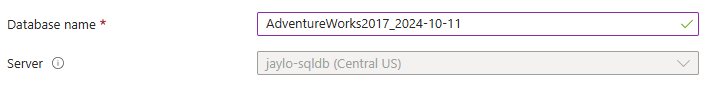 Database name *
AdventureWorks2017_2024-10-11
Server
jaylo-sqldb (Central US)